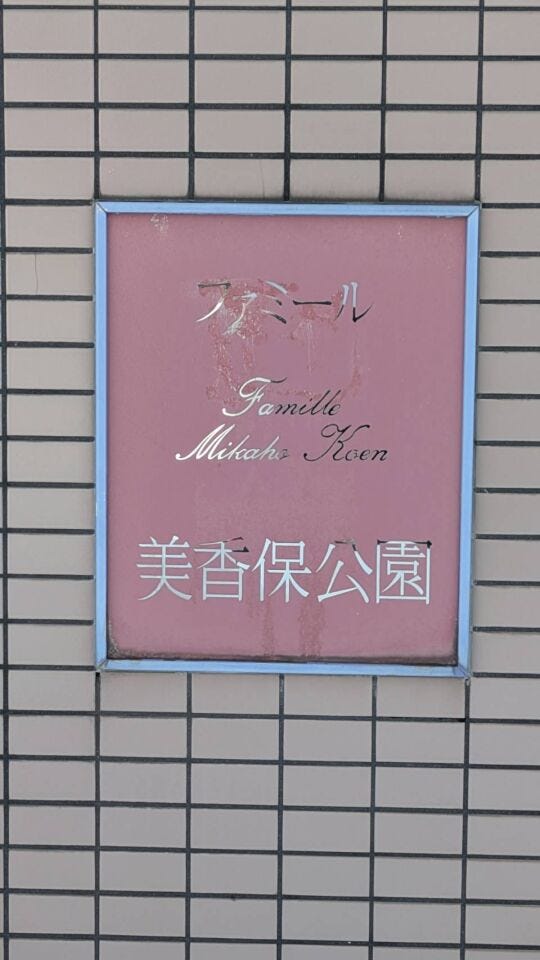 ファミール
Famille
Mikaho Koen
美香保公園